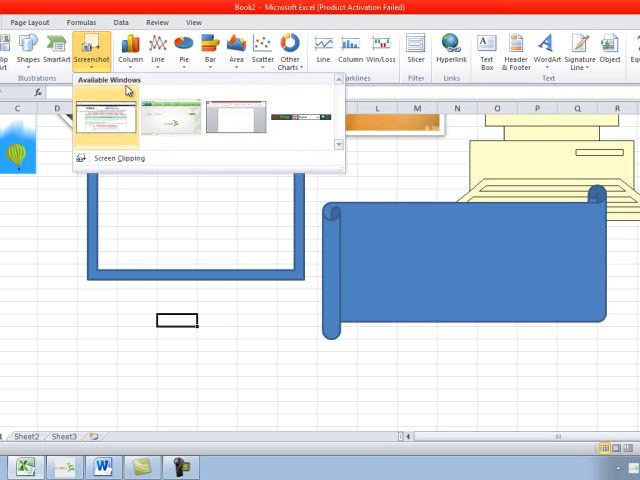 Book2 - Microsoft Excel (Product Activation Failed)
Page Layout Formulas Data Review View
Art Shapes SmartArt Screenshot Column Line Pie Bar Area Scatter Other Charts Line Column Win/Loss Slicer Hyperlink Text Box Header & Footer WordArt Signature Line Object
Illustrations Filter Links Text
Available Windows
fx
C D L M N O P Q R
Screen Clipping
Sheet2 Sheet3